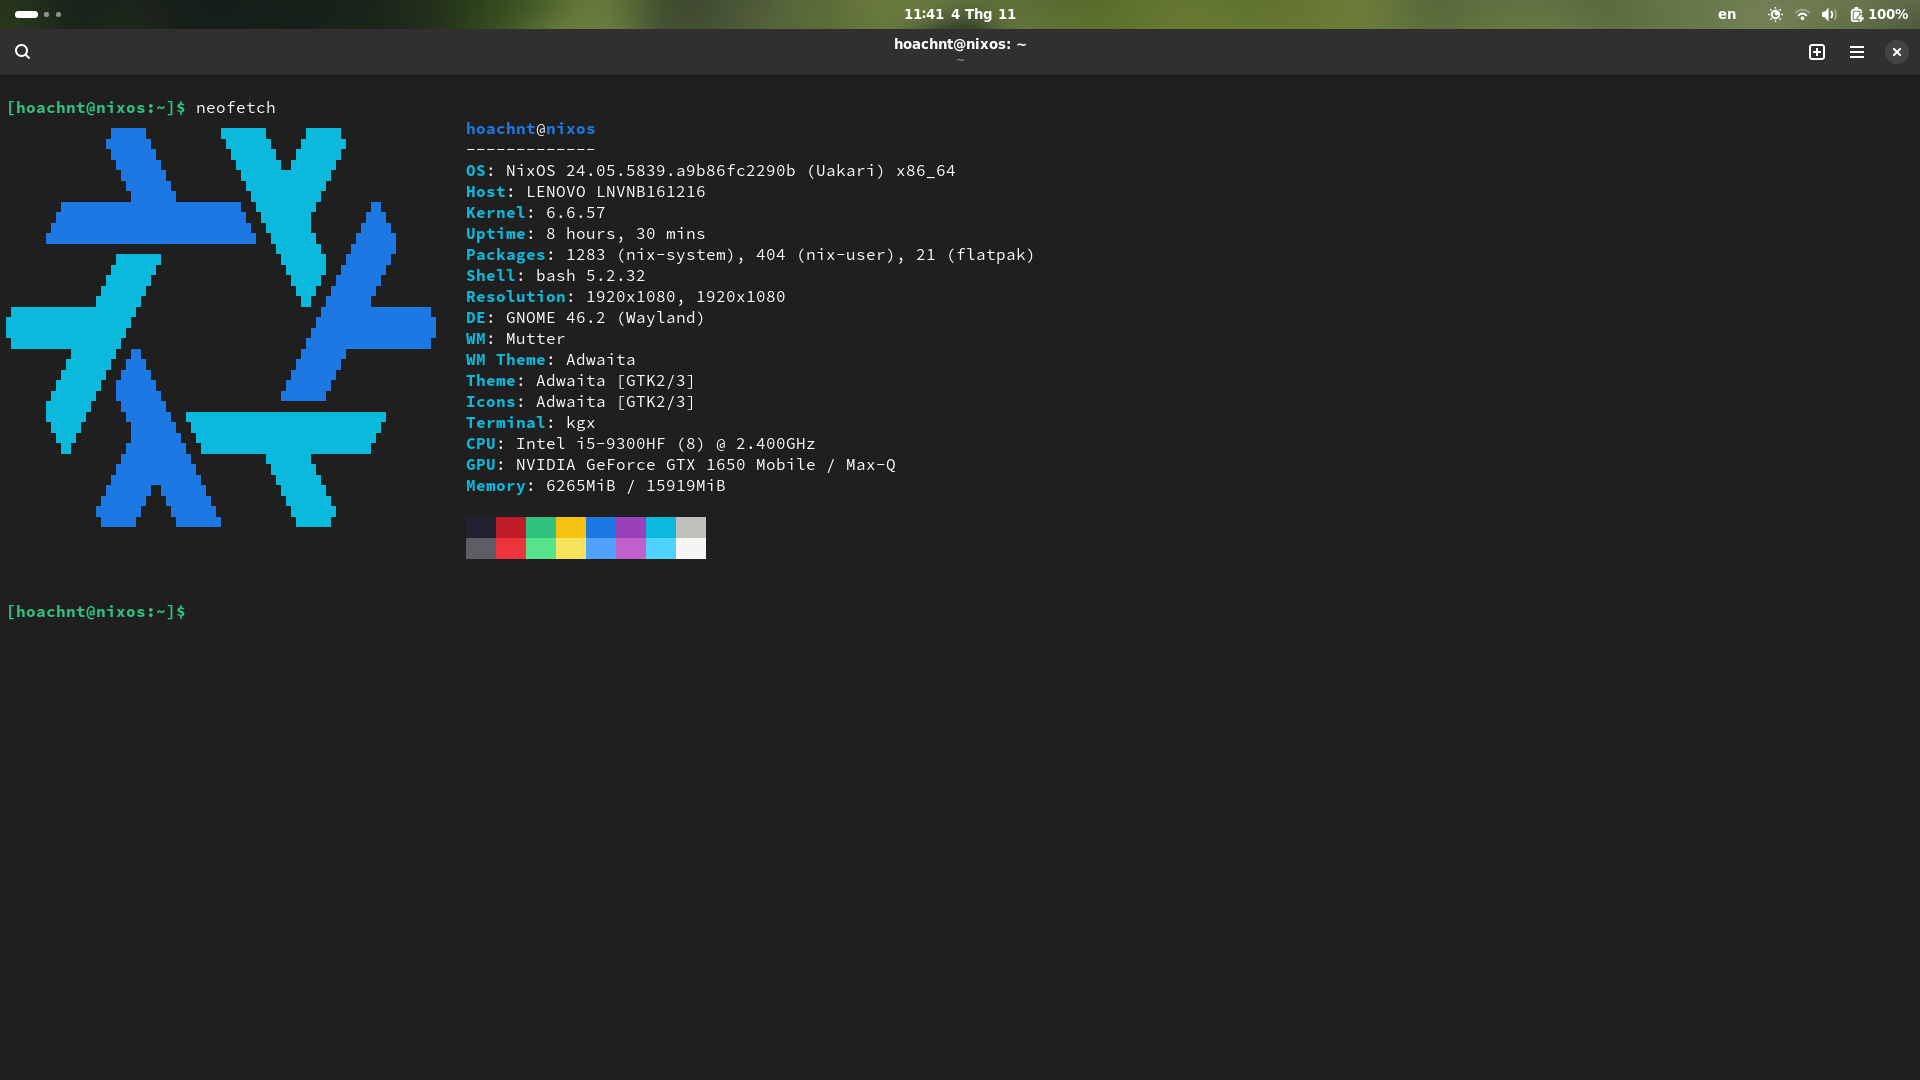 11:41 4 Thg 11
en
100%
hoachnt@nixos: ~
~
[hoachnt@nixos:~]$ neofetch
hoachnt@nixos
-------------
OS: NixOS 24.05.5839.a9b86fc2290b (Uakari) x86_64
Host: LENOVO LNVNB161216
Kernel: 6.6.57
Uptime: 8 hours, 30 mins
Packages: 1283 (nix-system), 404 (nix-user), 21 (flatpak)
Shell: bash 5.2.32
Resolution: 1920x1080, 1920x1080
DE: GNOME 46.2 (Wayland)
WM: Mutter
WM Theme: Adwaita
Theme: Adwaita [GTK2/3]
Icons: Adwaita [GTK2/3]
Terminal: kgx
CPU: Intel i5-9300HF (8) @ 2.400GHz
GPU: NVIDIA GeForce GTX 1650 Mobile / Max-Q
Memory: 6265MiB / 15919MiB
[hoachnt@nixos:~]$